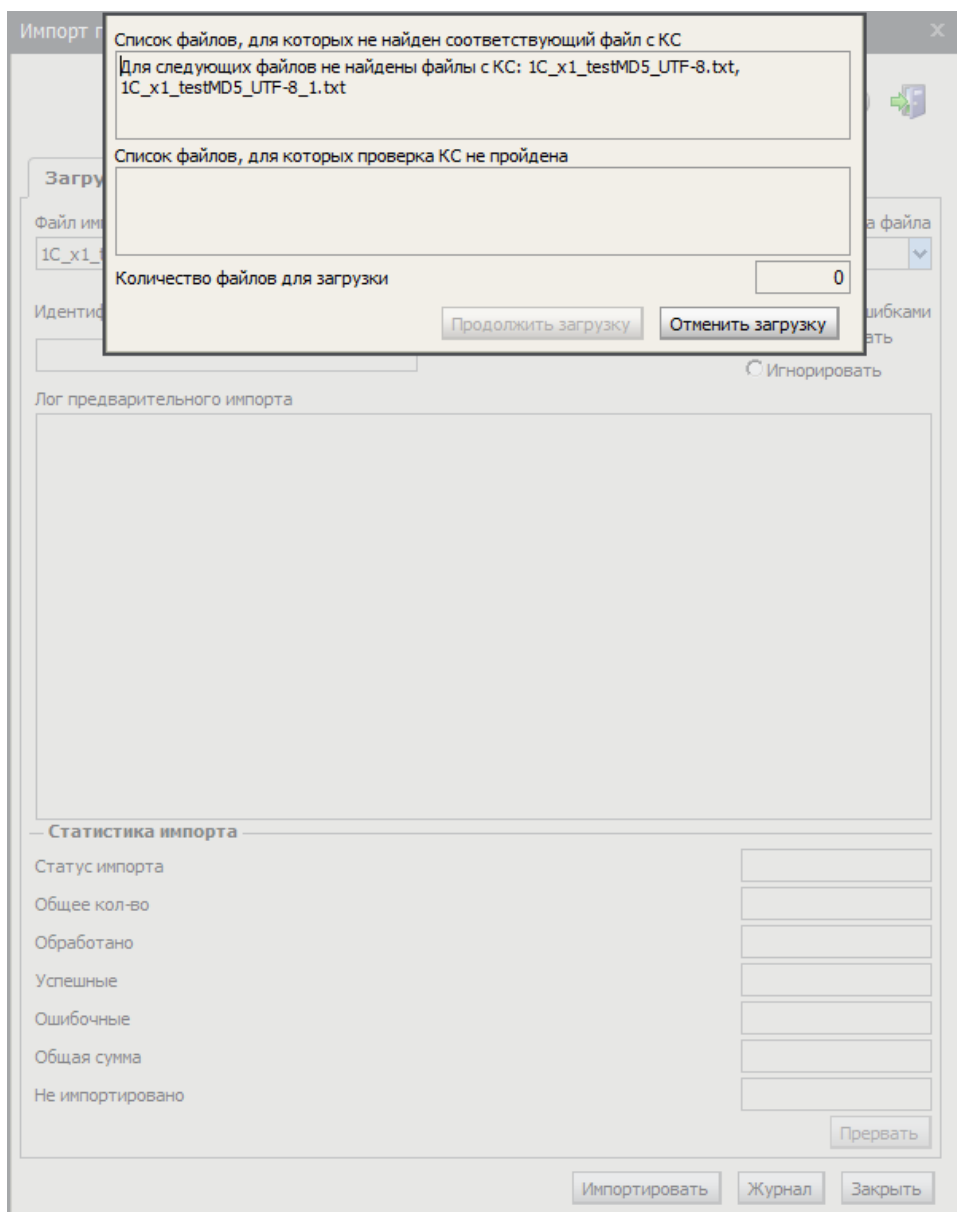 Импорт
Список файлов, для которых не найден соответствующий файл с КС
Для следующих файлов не найдены файлы с КС: 1C_x1_testMD5_UTF-8.txt,
1C_x1_testMD5_UTF-8_1.txt
Список файлов, для которых проверка КС не пройдена
Загру
Файл им
а файла
1C_x1_t
Количество файлов для загрузки
0
Идентиф
шибками
Продолжить загрузку
Отменить загрузку
ать
Игнорировать
Лог предварительного импорта
Статистика импорта
Статус импорта
Общее кол-во
Обработано
Успешные
Ошибочные
Общая сумма
Не импортировано
Прервать
Импортировать
Журнал
Закрыть